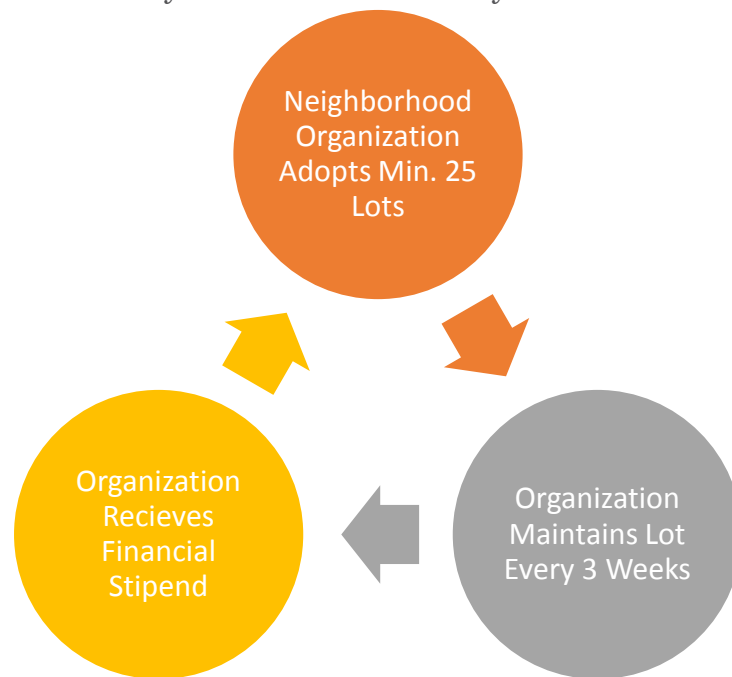 Neighborhood
Organization
Adopts Min. 25
Lots
Organization
Maintains Lot
Every 3 Weeks
Organization
Recieves
Financial
Stipend